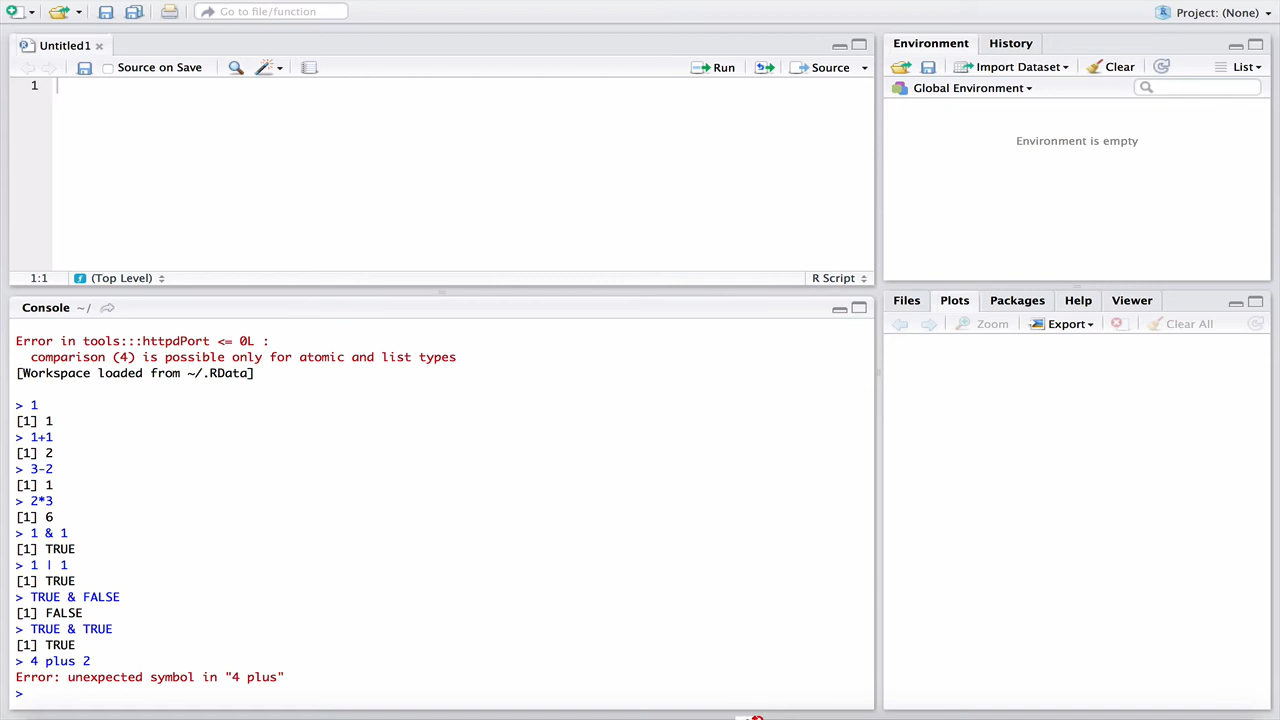 Go to file/function
Project: (None)
Untitled1
Source on Save
Run
Source
1
1:1
(Top Level)
R Script
Console ~/
Error in tools:::httpdPort <= 0L :
comparison (4) is possible only for atomic and list types
[Workspace loaded from ~/.RData]
> 1
[1] 1
> 1+1
[1] 2
> 3-2
[1] 1
> 2*3
[1] 6
> 1 & 1
[1] TRUE
> 1 | 1
[1] TRUE
> TRUE & FALSE
[1] FALSE
> TRUE & TRUE
[1] TRUE
> 4 plus 2
Error: unexpected symbol in "4 plus"
>
Environment
History
Import Dataset
Clear
List
Global Environment
Environment is empty
Files
Plots
Packages
Help
Viewer
Zoom
Export
Clear All